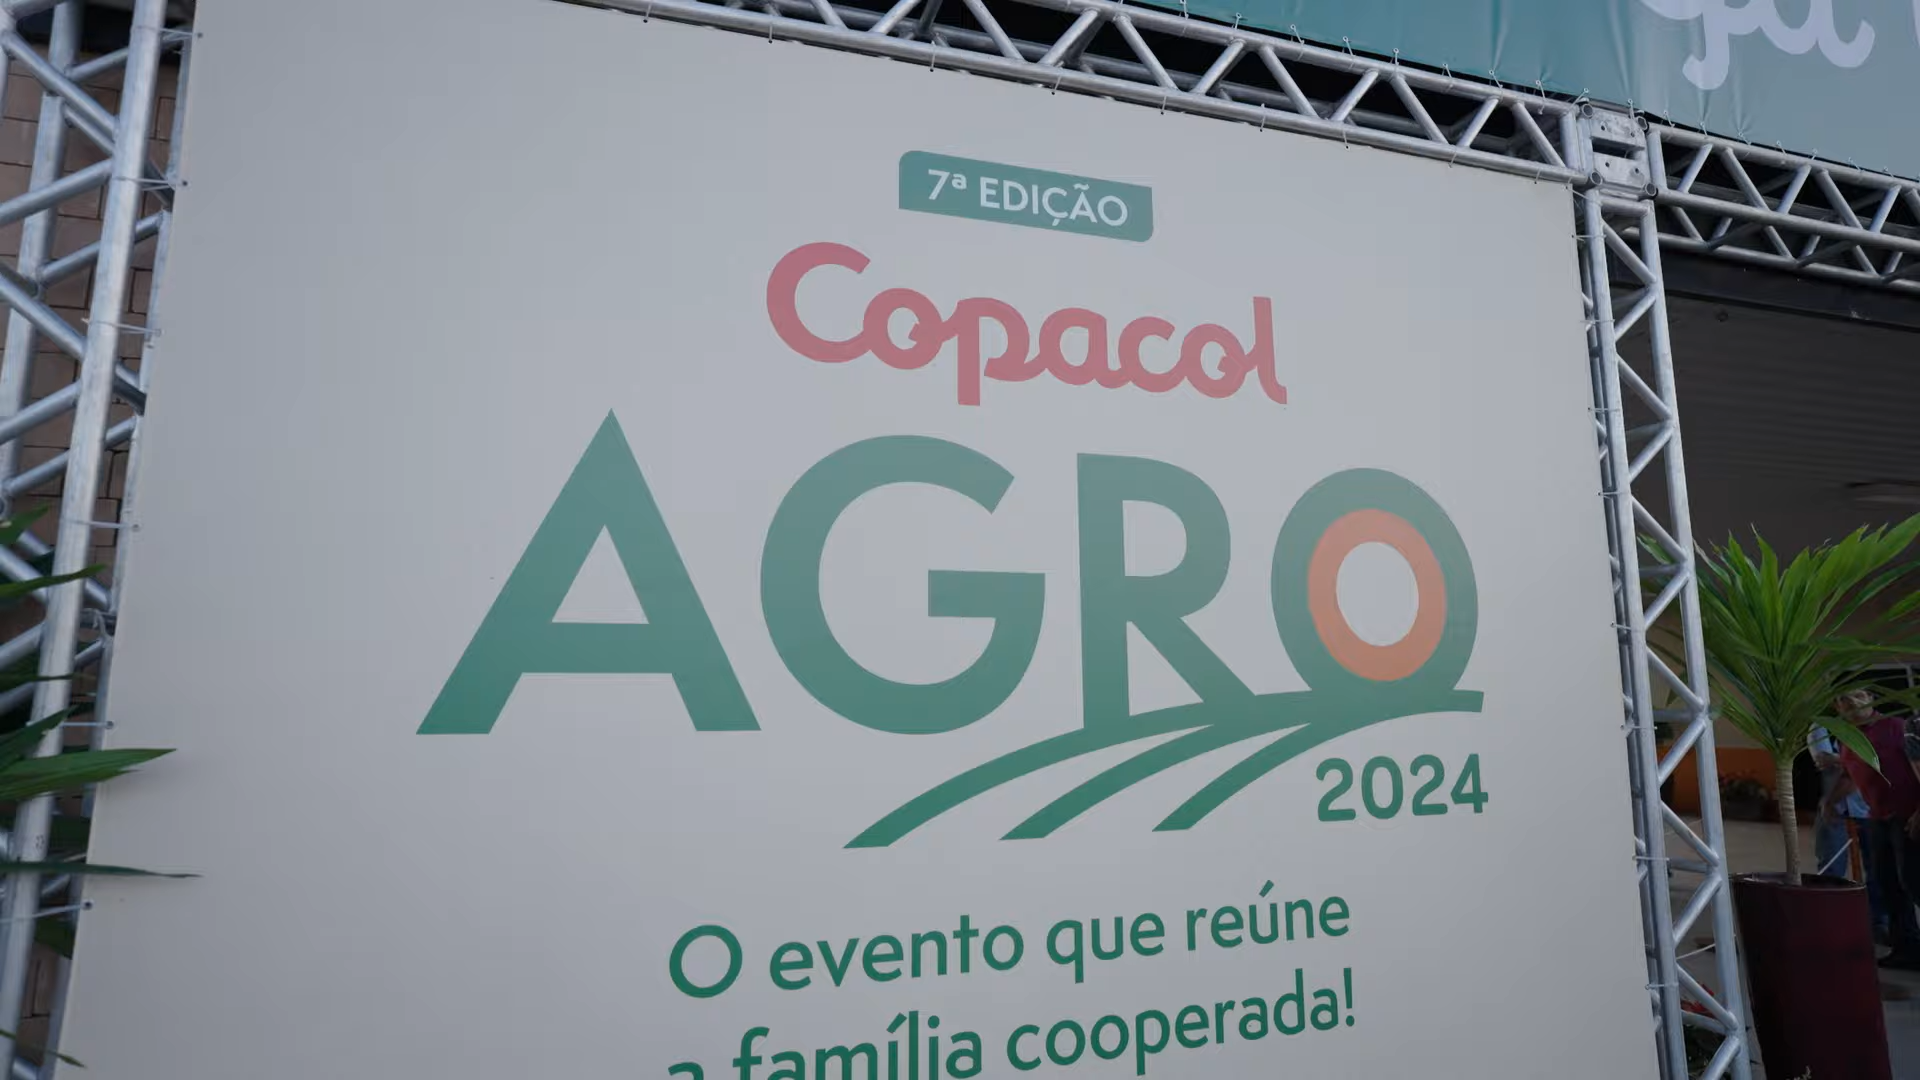 7ª EDIÇÃO
Copacol
AGRO
2024
O evento que reúne
a família cooperada!